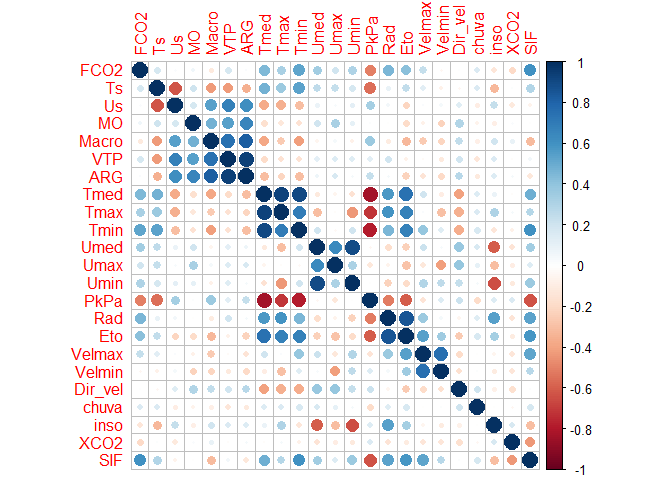 FCO2 Ts Us MO Macro VTP ARG Tmed Tmax Tmin Umed Umax Umin PkPa Rad Eto Velmax Velmin Dir_vel chuva inso XCO2 SIF
FCO2
Ts
Us
MO
Macro
VTP
ARG
Tmed
Tmax
Tmin
Umed
Umax
Umin
PkPa
Rad
Eto
Velmax
Velmin
Dir_vel
chuva
inso
XCO2
SIF
1
0.8
0.6
0.4
0.2
0
-0.2
-0.4
-0.6
-0.8
-1